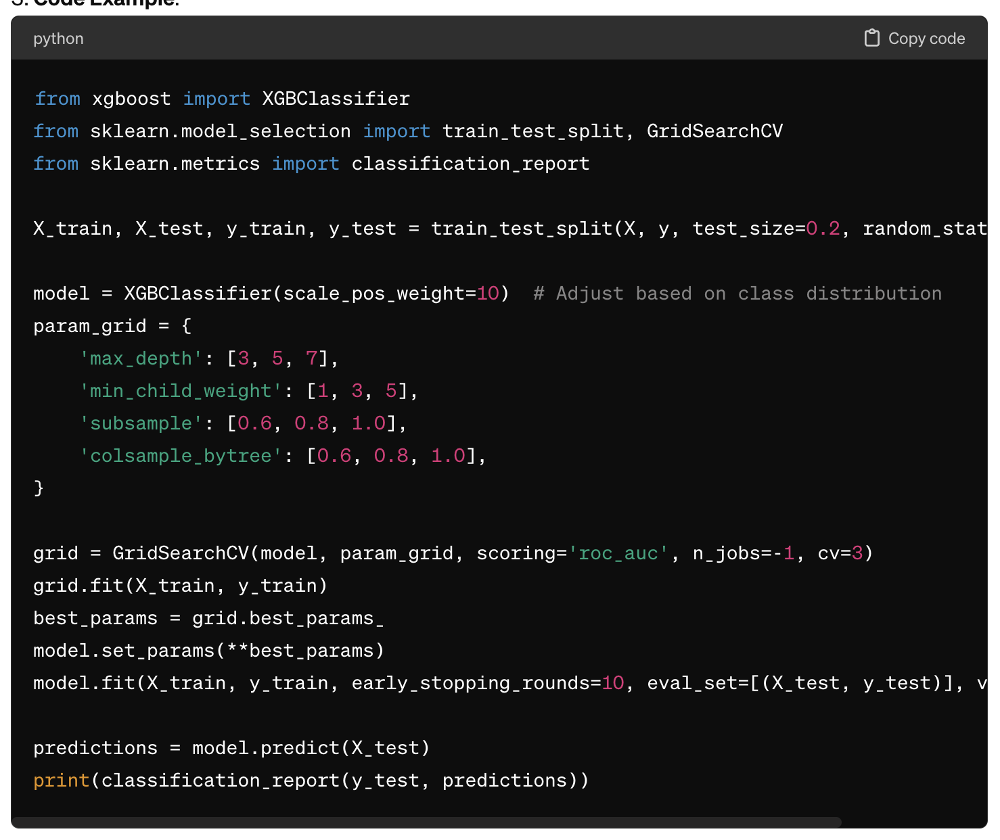 3. Code Example:
python
Copy code
from xgboost import XGBClassifier
from sklearn.model_selection import train_test_split, GridSearchCV
from sklearn.metrics import classification_report
X_train, X_test, y_train, y_test = train_test_split(X, y, test_size=0.2, random_stat
model = XGBClassifier(scale_pos_weight=10)  # Adjust based on class distribution
param_grid = {
    'max_depth': [3, 5, 7],
    'min_child_weight': [1, 3, 5],
    'subsample': [0.6, 0.8, 1.0],
    'colsample_bytree': [0.6, 0.8, 1.0],
}
grid = GridSearchCV(model, param_grid, scoring='roc_auc', n_jobs=-1, cv=3)
grid.fit(X_train, y_train)
best_params = grid.best_params_
model.set_params(**best_params)
model.fit(X_train, y_train, early_stopping_rounds=10, eval_set=[(X_test, y_test)], v
predictions = model.predict(X_test)
print(classification_report(y_test, predictions))